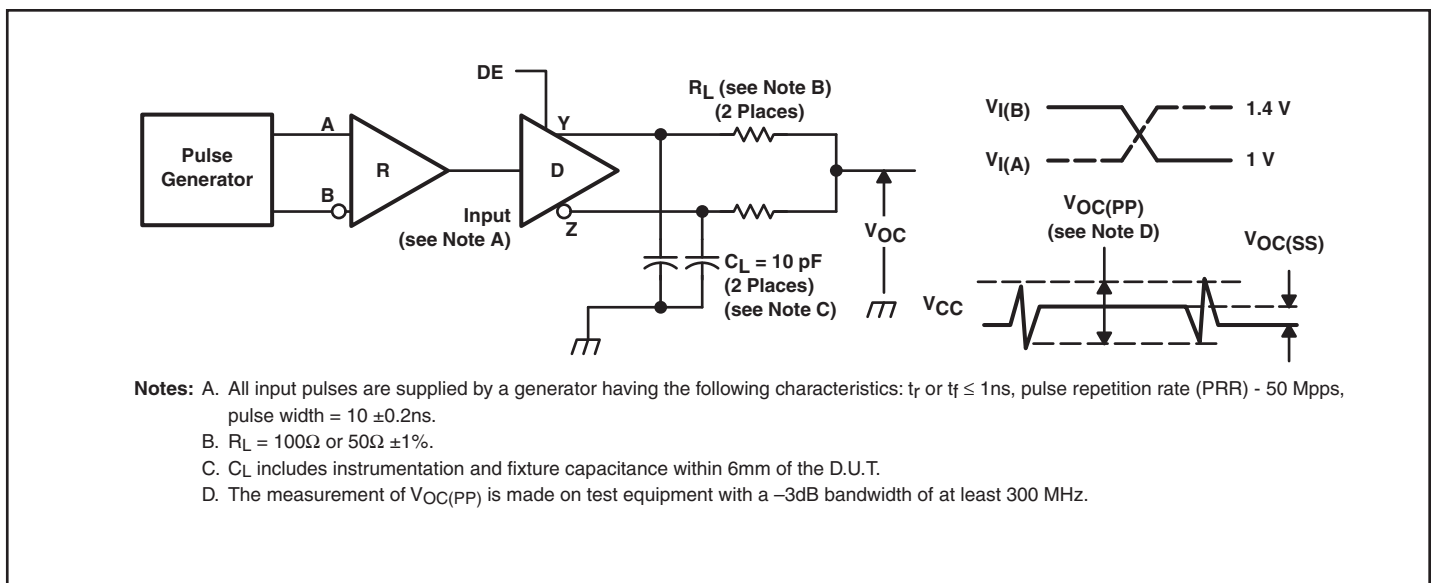 DE
RL (see Note B)
(2 Places)
Pulse
Generator
A
B
R
Y
D
Z
Input
(see Note A)
CL = 10 pF
(2 Places)
(see Note C)
VOC
VI(B)
VI(A)
1.4 V
1 V
VOC(PP)
(see Note D)
VOC(SS)
VCC
Notes: A. All input pulses are supplied by a generator having the following characteristics: tr or tf ≤ 1ns, pulse repetition rate (PRR) - 50 Mpps,
pulse width = 10 ±0.2ns.
B. RL = 100Ω or 50Ω ±1%.
C. CL includes instrumentation and fixture capacitance within 6mm of the D.U.T.
D. The measurement of VOC(PP) is made on test equipment with a –3dB bandwidth of at least 300 MHz.